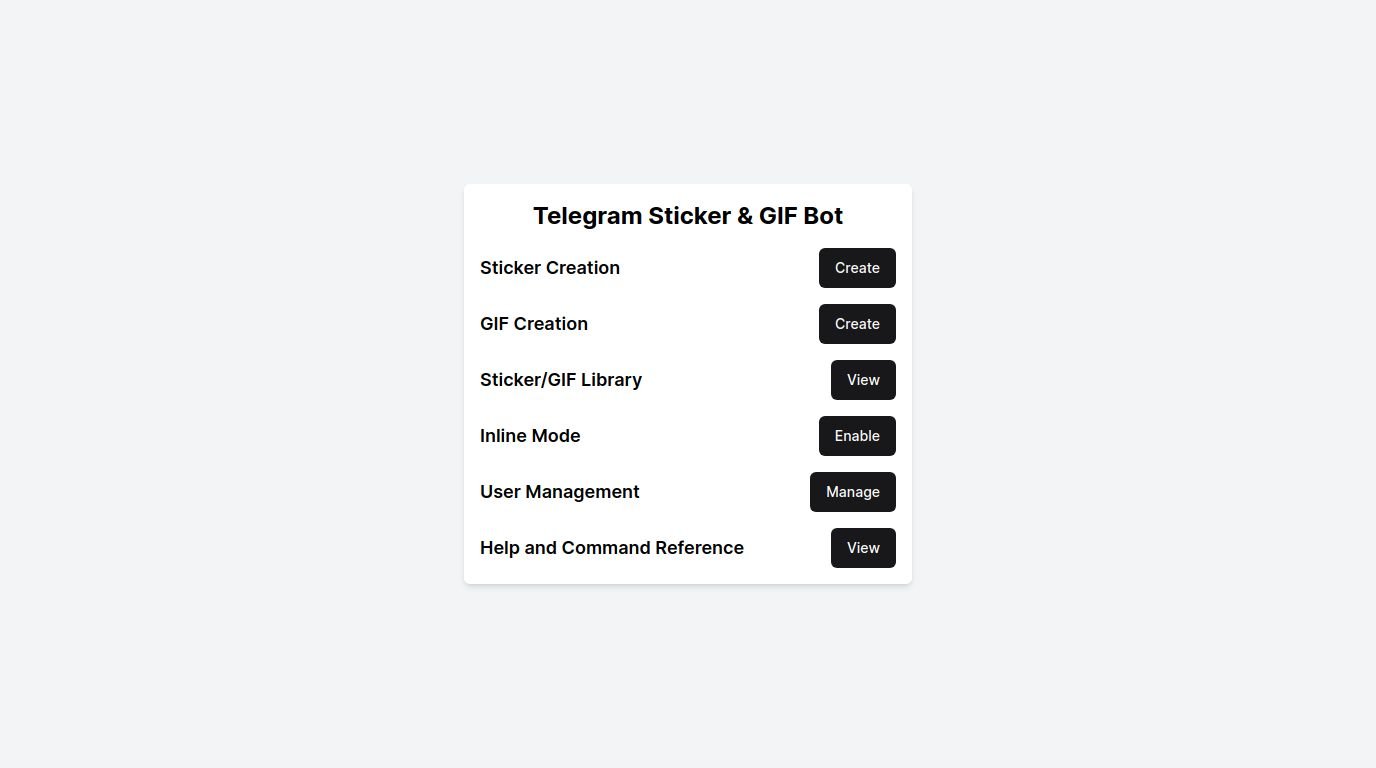 Telegram Sticker & GIF Bot
Sticker Creation Create
GIF Creation Create
Sticker/GIF Library View
Inline Mode Enable
User Management Manage
Help and Command Reference View